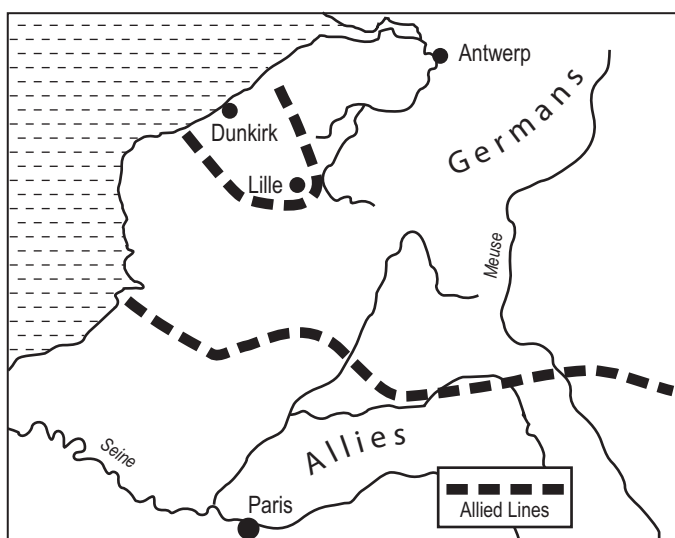 Antwerp
Dunkirk
Germans
Lille
Meuse
Allies
Seine
Paris
Allied Lines